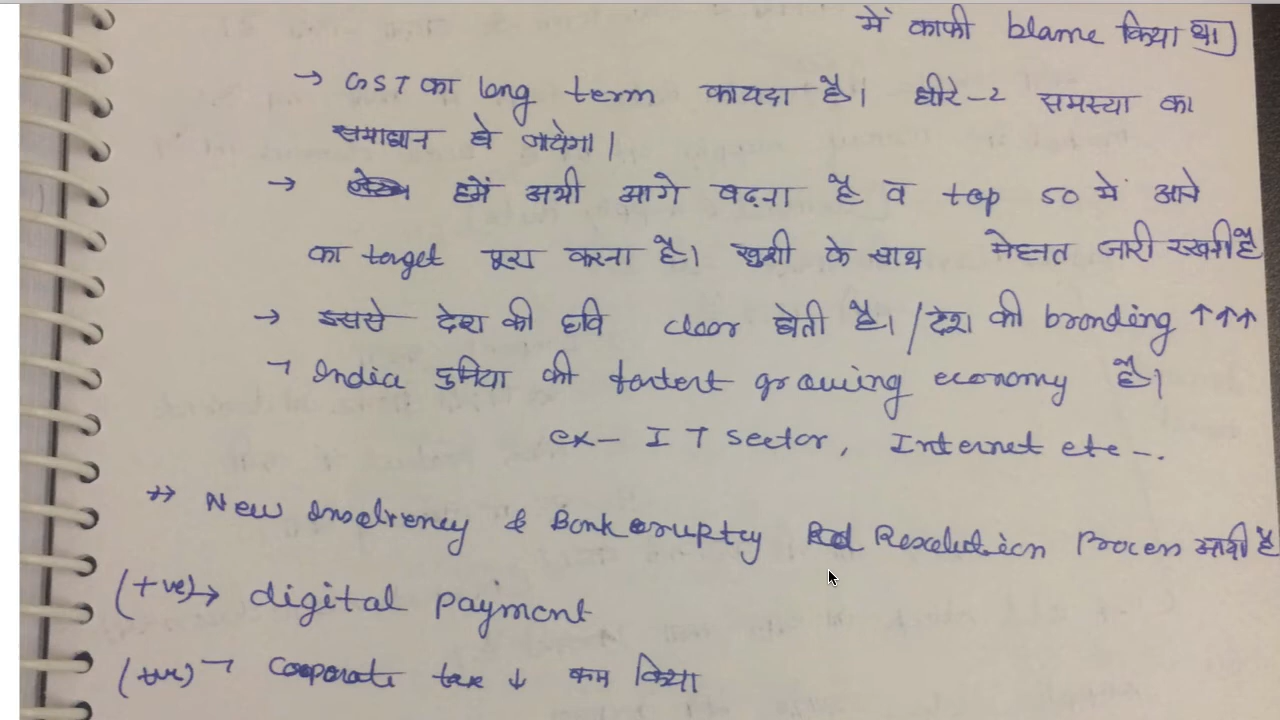 में काफी blame किया था)
→ GST का long term फायदा है। धीरे-2 समस्या का
समाधान हो जायेगा।
→ हमें अभी आगे बढ़ना है व top 50 में आने
का target पूरा करना है। खुशी के साथ मेहनत जारी रखनी है
→ इससे देश की छवि clear होती है। / देश की branding ↑↑↑
→ India दुनिया की fastest growing economy है।
ex- IT sector, Internet etc -.
→→ New Insolvency & Bankeruptcy Resolution Process आयी है
(+ve)→ digital payment
(+ve)→ Cooporate tax ↓ कम किया